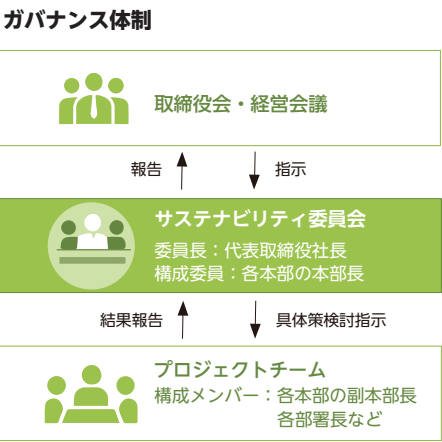 ガバナンス体制
取締役会・経営会議
報告
指示
サステナビリティ委員会
委員長：代表取締役社長
構成委員：各本部の本部長
結果報告
具体策検討指示
プロジェクトチーム
構成メンバー：各本部の副本部長
各部署長など